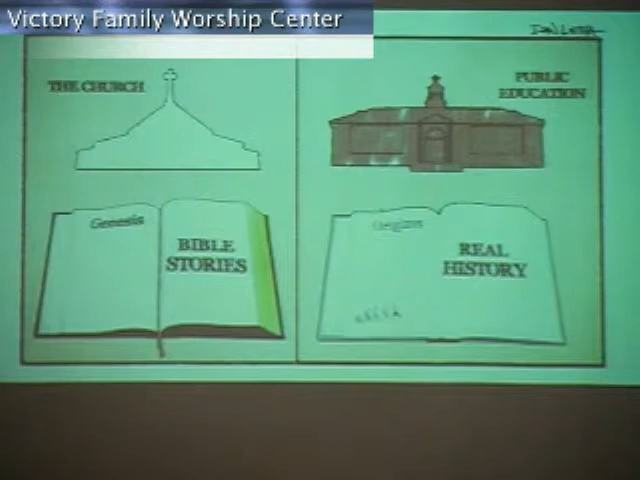 Victory Family Worship Center
THE CHURCH
PUBLIC
EDUCATION
Genesis
BIBLE
STORIES
Origins
REAL
HISTORY